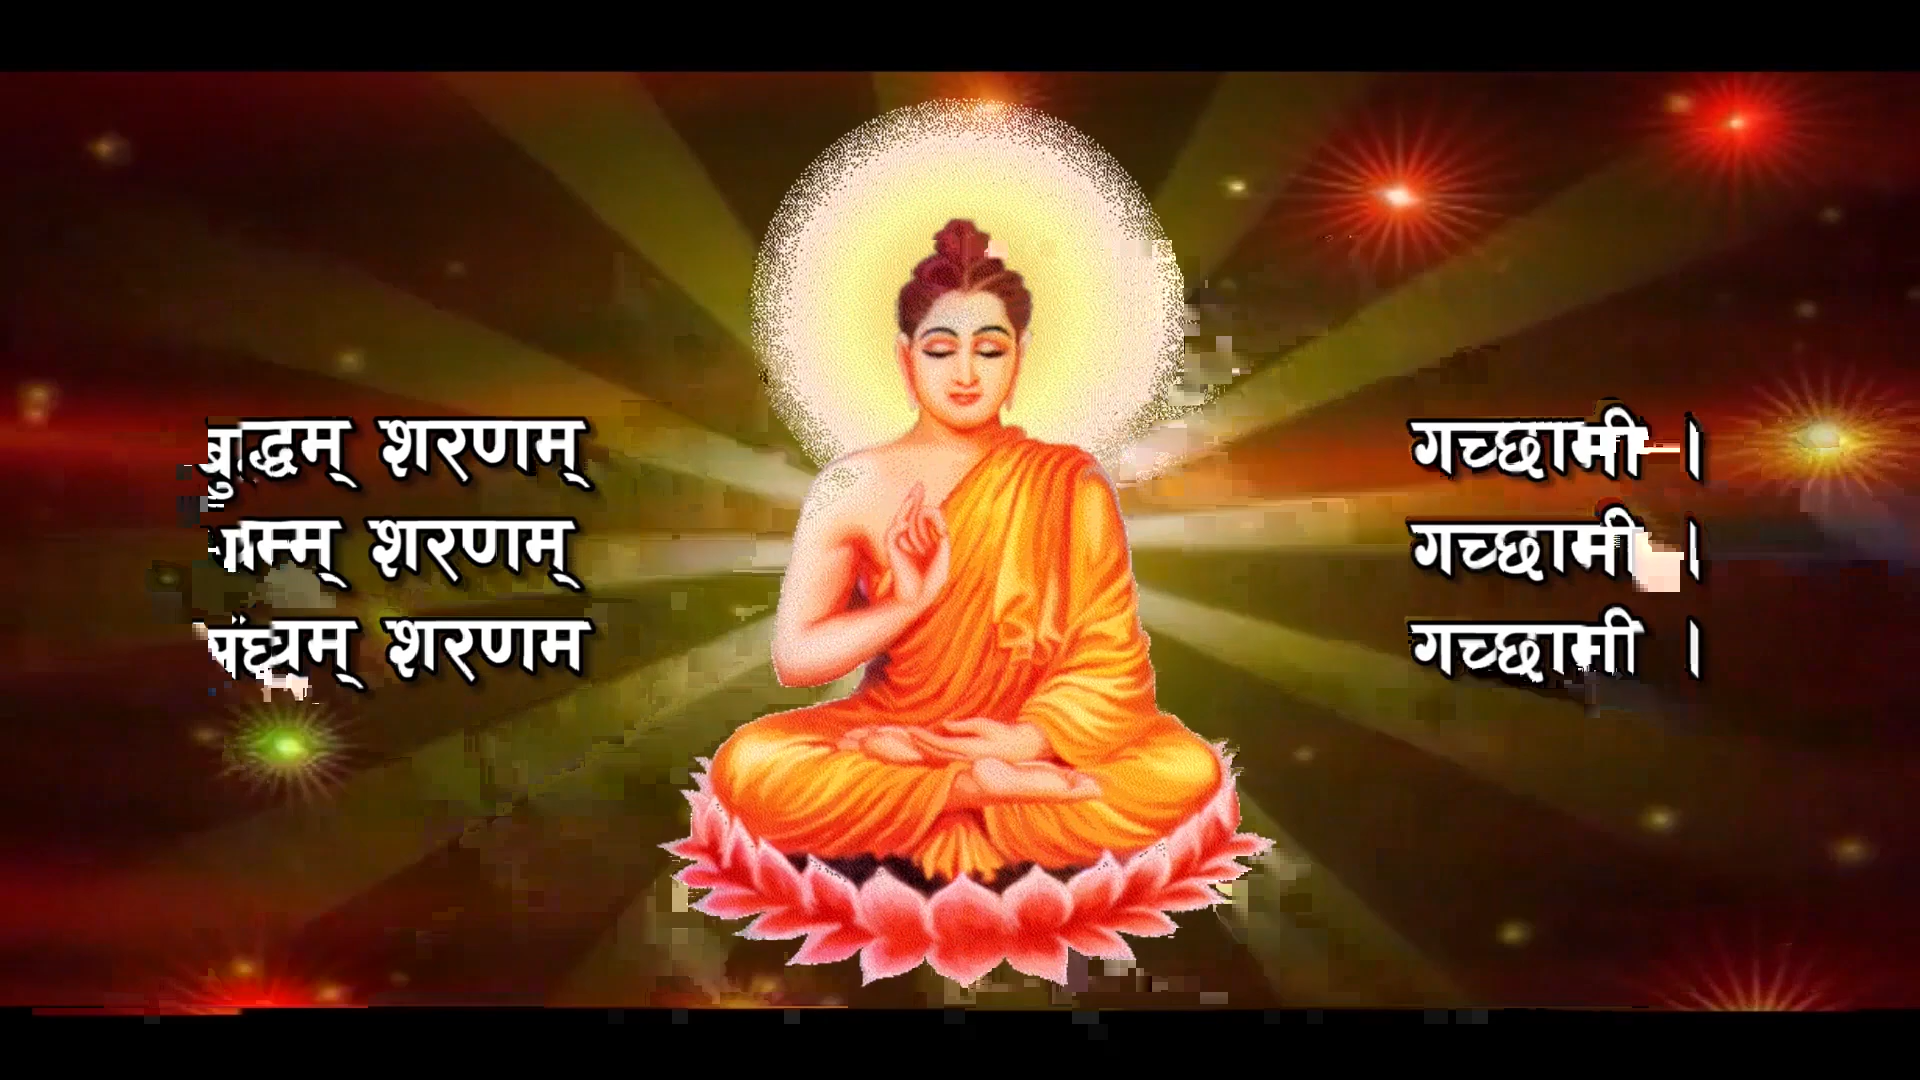 बुद्धम् शरणम् गच्छामी ।
शरणम् गच्छामी ।
शरणम गच्छामी ।